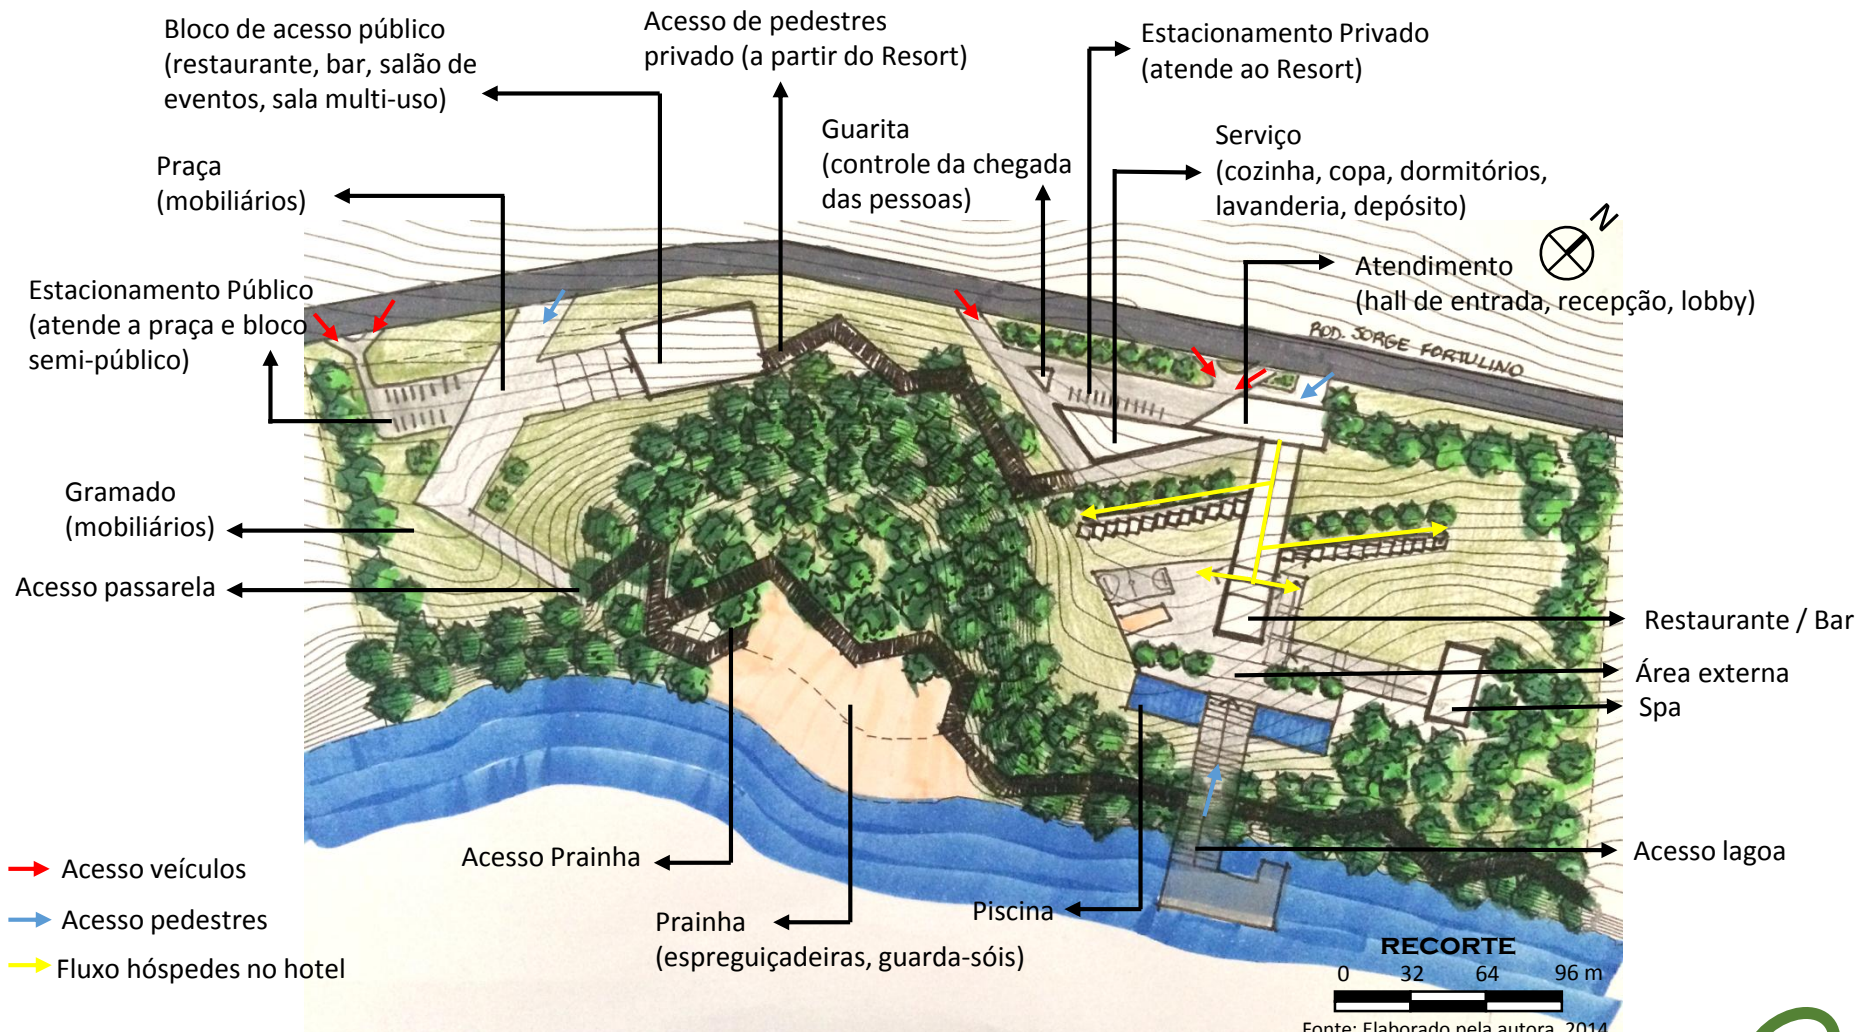 Bloco de acesso público
(restaurante, bar, salão de
eventos, sala multi-uso)
Acesso de pedestres
privado (a partir do Resort)
Estacionamento Privado
(atende ao Resort)
Guarita
(controle da chegada
das pessoas)
Serviço
(cozinha, copa, dormitórios,
lavanderia, depósito)
Praça
(mobiliários)
N
Atendimento
(hall de entrada, recepção, lobby)
Estacionamento Público
(atende a praça e bloco
semi-público)
ROD. JORGE FORTULINO
Gramado
(mobiliários)
Acesso passarela
Restaurante / Bar
Área externa
Spa
Acesso lagoa
Acesso Prainha
Piscina
Prainha
(espreguiçadeiras, guarda-sóis)
Acesso veículos
Acesso pedestres
Fluxo hóspedes no hotel
RECORTE
0 32 64 96 m
Fonte: Elaborado pela autora, 2014